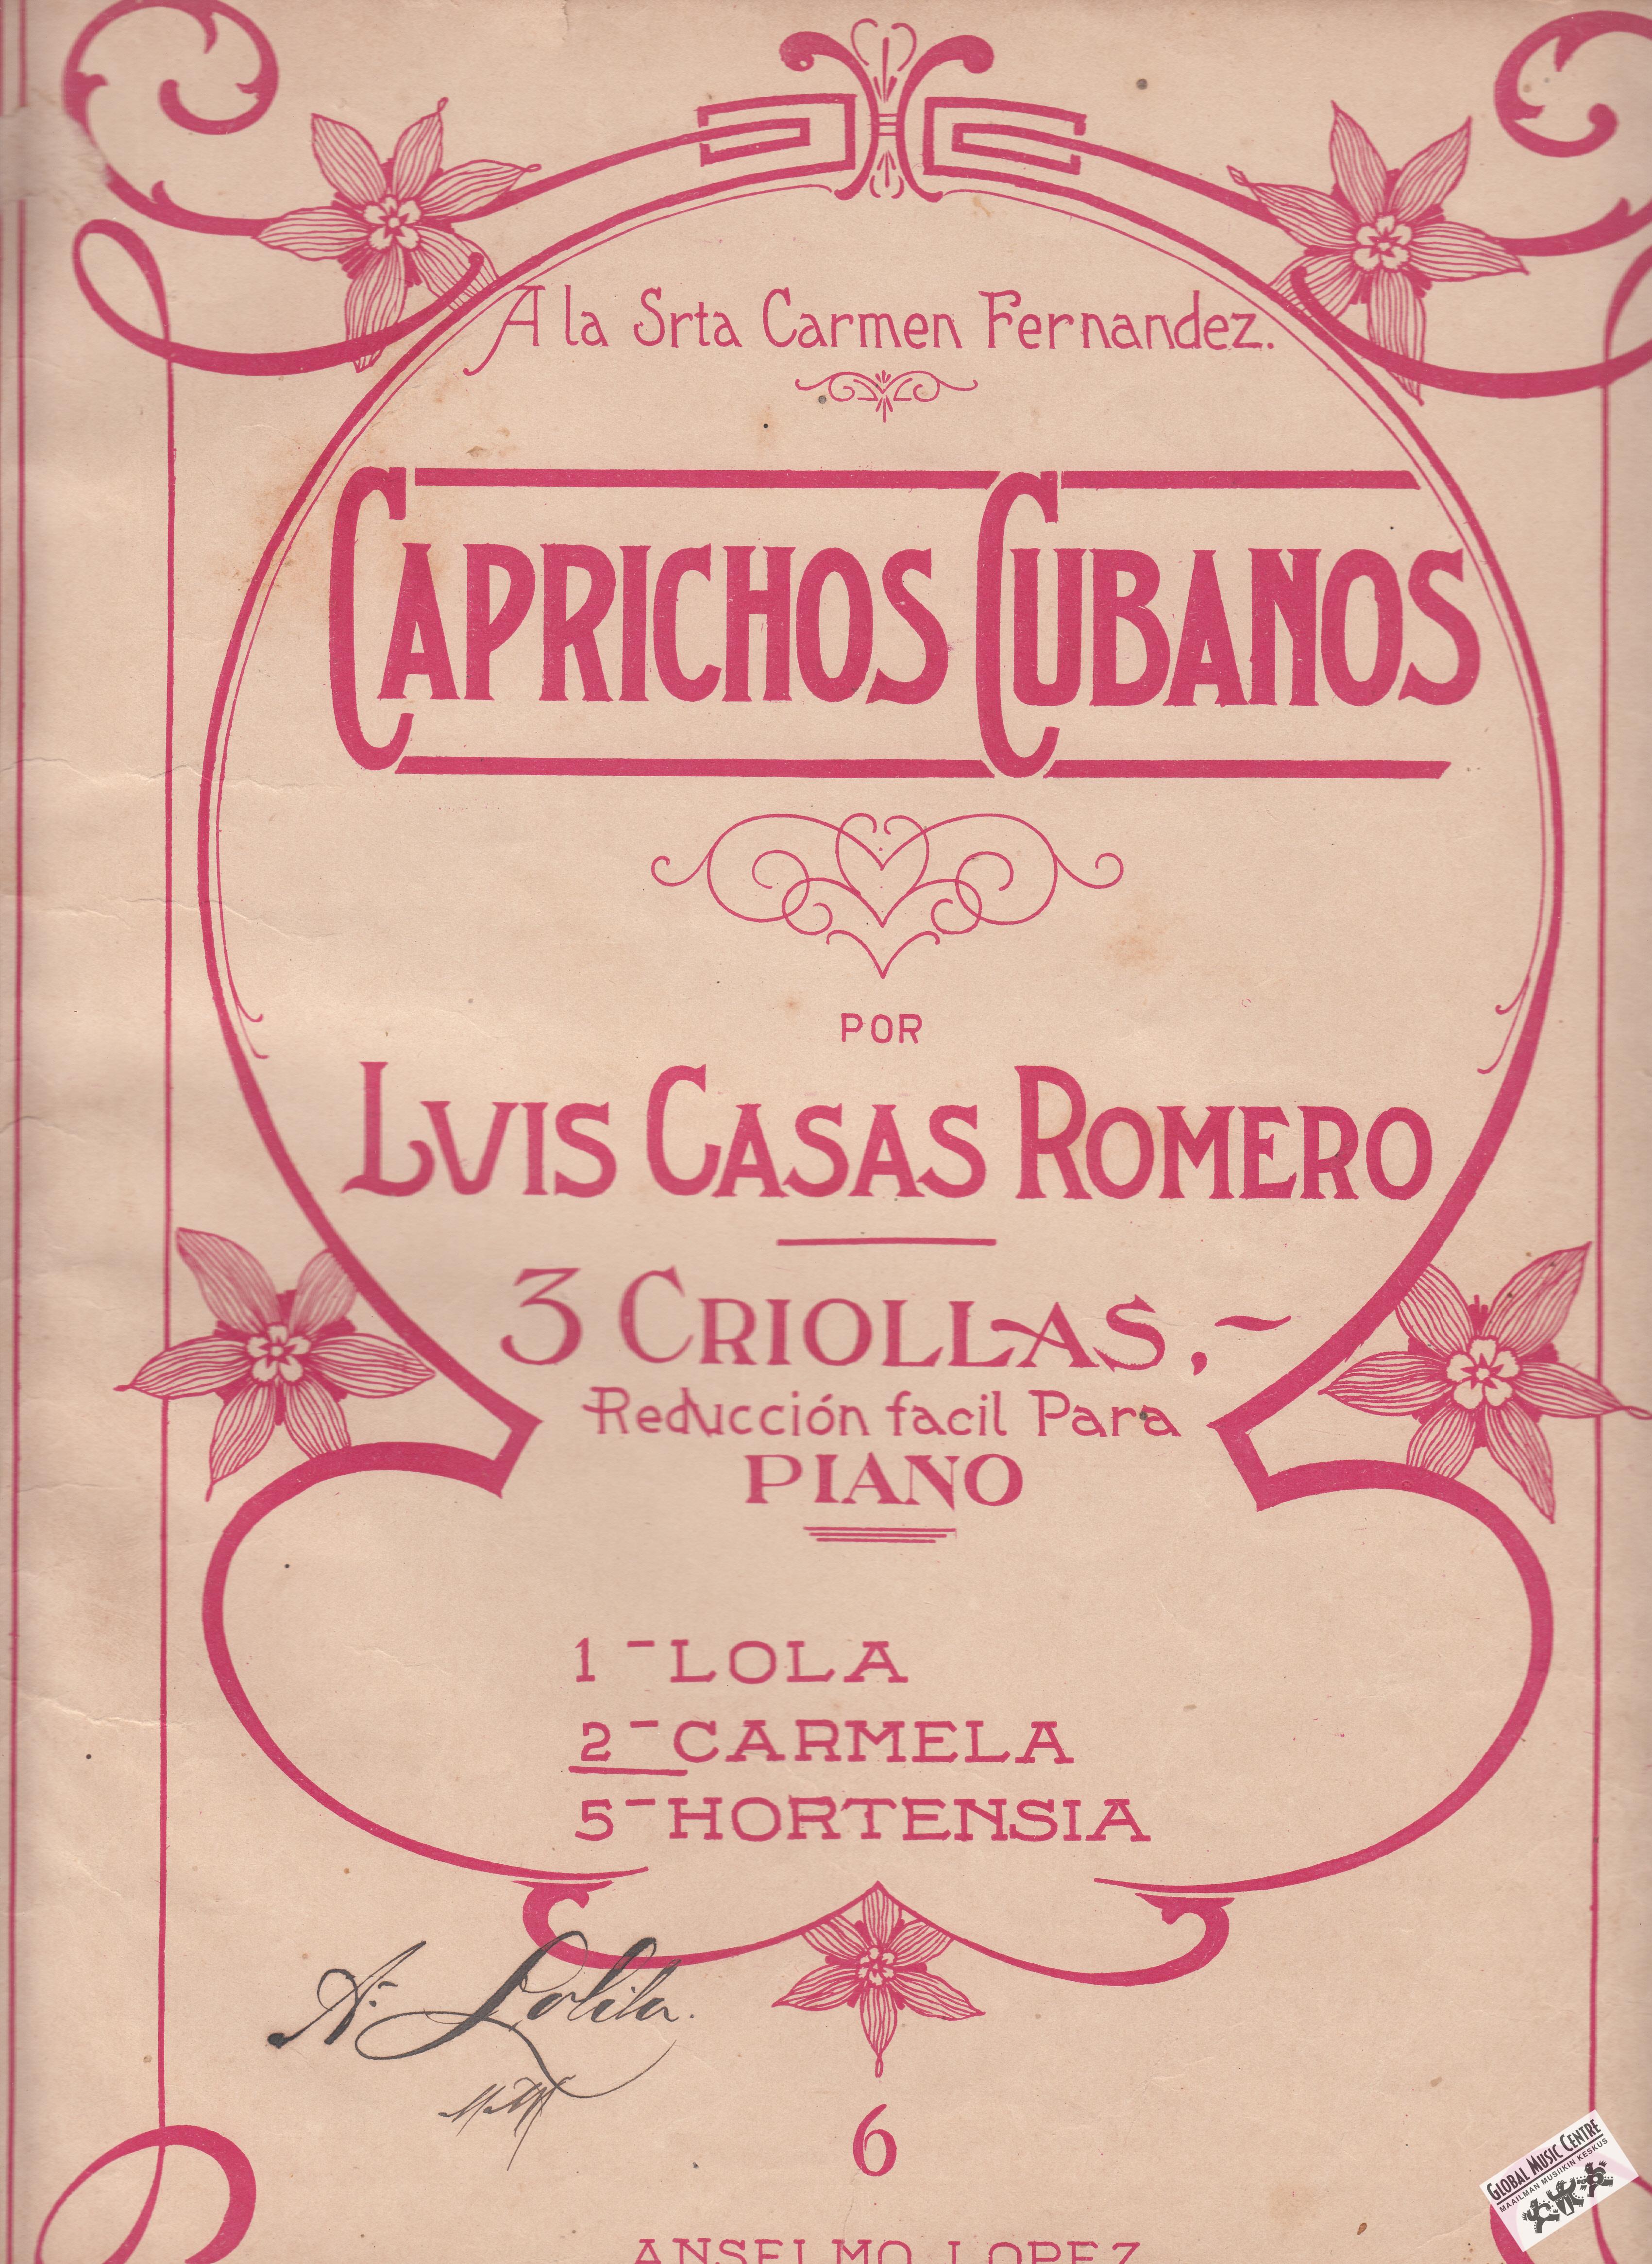 A la Srta Carmen Fernandez.
CAPRICHOS CUBANOS
POR
LVIS CASAS ROMERO
3 CRIOLLAS,-
Reducción facil Para
PIANO
1 - LOLA
2 - CARMELA
5 - HORTENSIA
A. Lolita.
6
ANSELMO LOPEZ
GLOBAL MUSIC CENTRE
MAAILMAN MUSIIKIN KESKUS